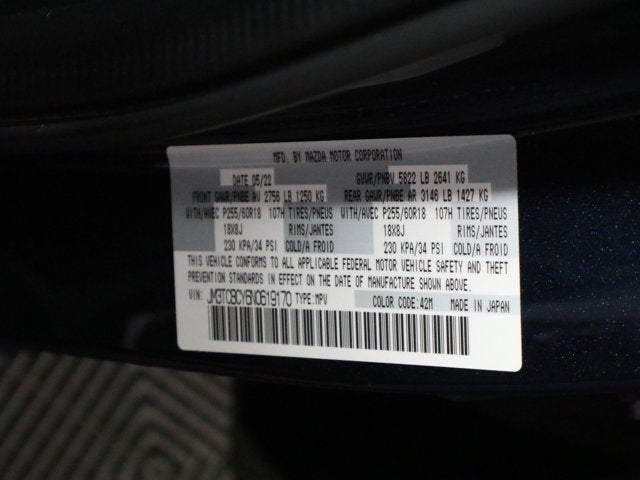 MFD. BY MAZDA MOTOR CORPORATION
DATE 05/22 GVWR/PNBV 5822 LB 2641 KG
FRONT GAWR/PNBE AV 2756 LB 1250 KG REAR GAWR/PNBE AR 3146 LB 1427 KG
WITH/AVEC P255/60R18 107H TIRES/PNEUS WITH/AVEC P255/60R18 107H TIRES/PNEUS
18X8J RIMS/JANTES 18X8J RIMS/JANTES
230 KPA/34 PSI COLD/A FROID 230 KPA/34 PSI COLD/A FROID
THIS VEHICLE CONFORMS TO ALL APPLICABLE FEDERAL MOTOR VEHICLE SAFETY AND THEFT
PREVENTION STANDARDS IN EFFECT ON THE DATE OF MANUFACTURE SHOWN ABOVE.
VIN: JM3TCBCY6N0619170 TYPE:MPV COLOR CODE:42M MADE IN JAPAN